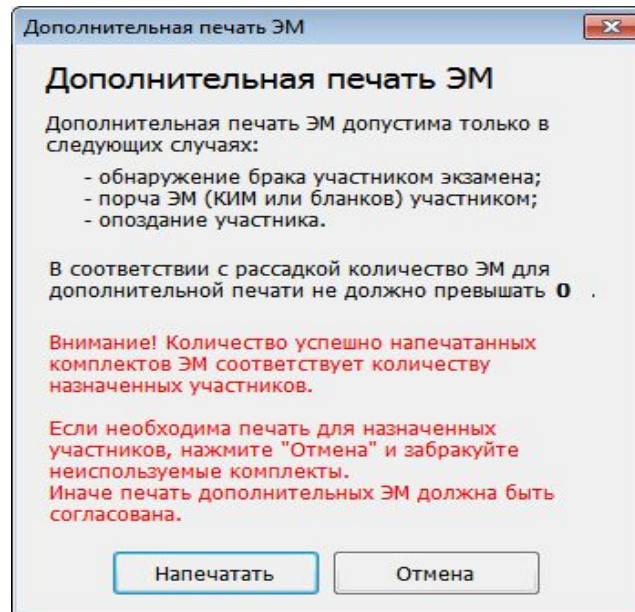 Дополнительная печать ЭМ
Дополнительная печать ЭМ
Дополнительная печать ЭМ допустима только в
следующих случаях:
- обнаружение брака участником экзамена;
- порча ЭМ (КИМ или бланков) участником;
- опоздание участника.
В соответствии с рассадкой количество ЭМ для
дополнительной печати не должно превышать 0 .
Внимание! Количество успешно напечатанных
комплектов ЭМ соответствует количеству
назначенных участников.
Если необходима печать для назначенных
участников, нажмите "Отмена" и забракуйте
неиспользуемые комплекты.
Иначе печать дополнительных ЭМ должна быть
согласована.
Напечатать Отмена